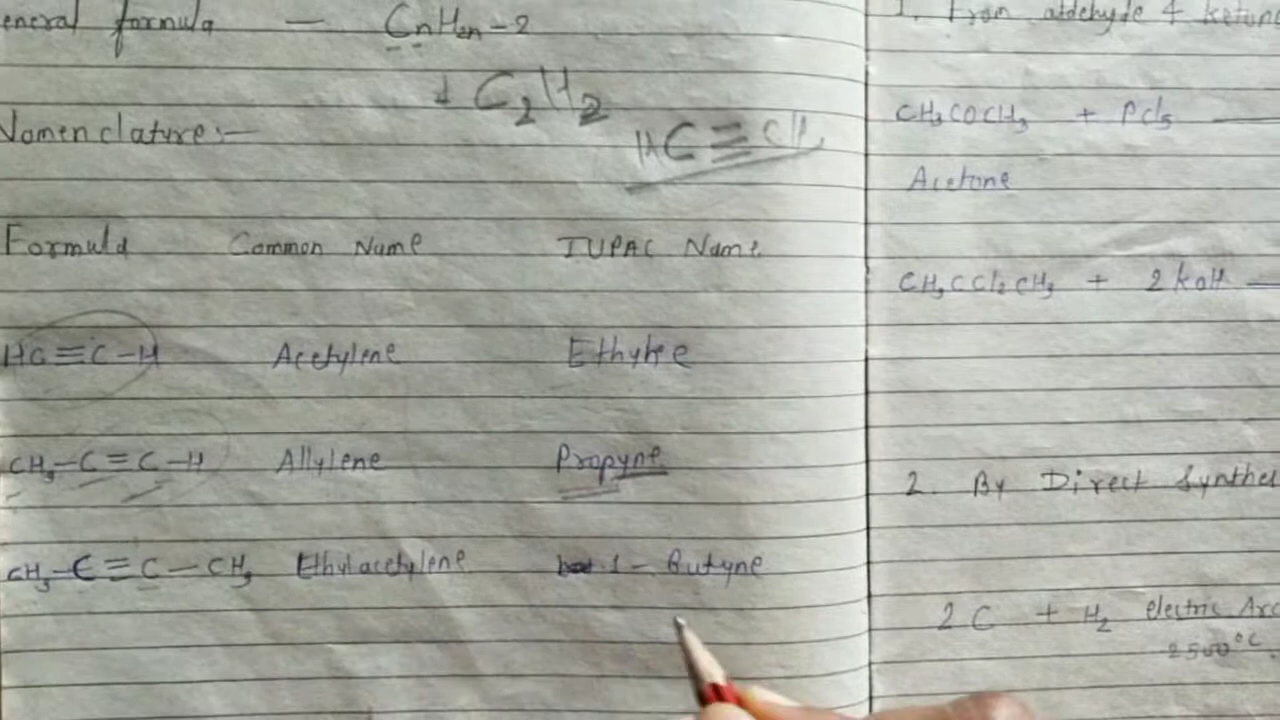 eneral formula — CnH2n-2
↓ C2H2
Nomenclature:-
HC≡CH
Formula Common Name IUPAC Name
HC≡C-H Acetylene
CH3-C≡C-H Allylene Propyne
CH3-C≡C-CH3 Ethylacetylene 1-Butyne
1. From aldehyde & ketone
CH3COCH3 + PCl5 —
Acetone
CH3CCl2CH3 + 2KOH —
2. By Direct Synthes
2C + H2 electric Arc
2500°C